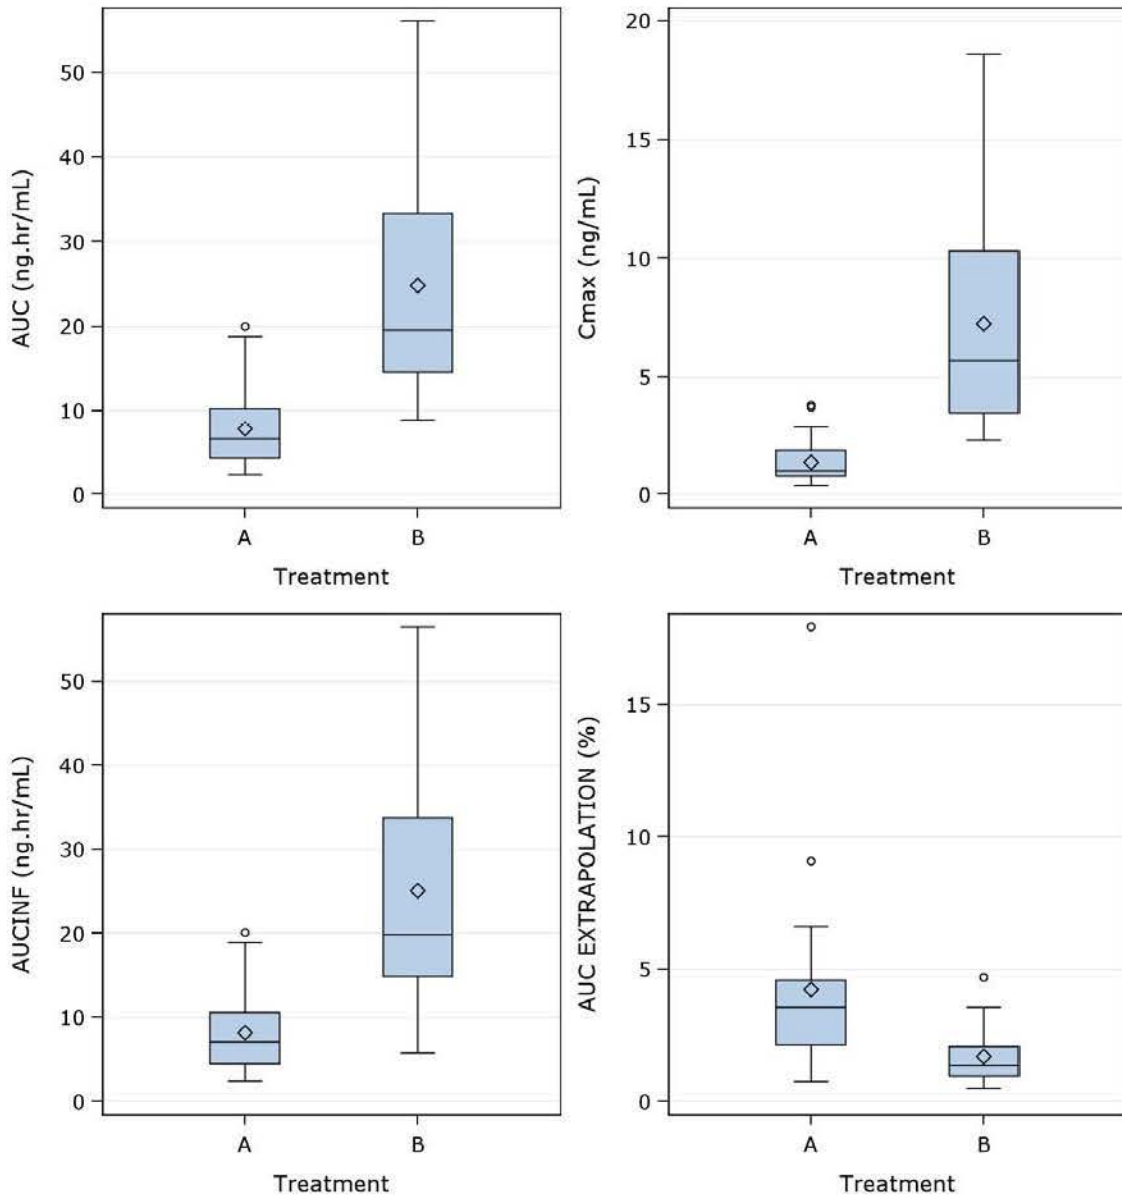 AUC (ng.hr/mL)
50
40
30
20
10
0
A
B
Treatment
Cmax (ng/mL)
20
15
10
5
0
A
B
Treatment
AUCINF (ng.hr/mL)
50
40
30
20
10
0
A
B
Treatment
AUC EXTRAPOLATION (%)
15
10
5
0
A
B
Treatment